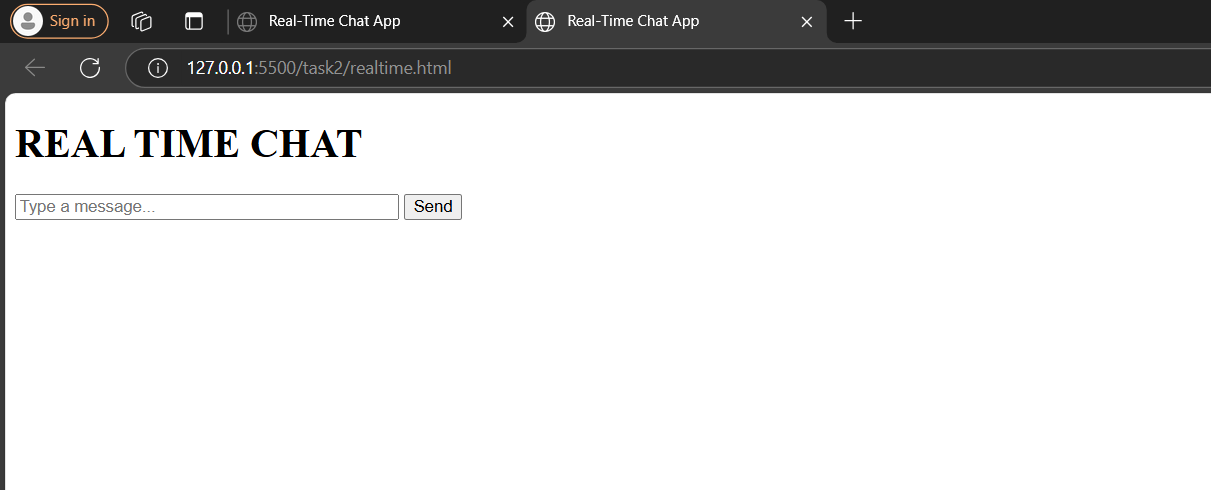 Sign in
Real-Time Chat App
Real-Time Chat App
127.0.0.1:5500/task2/realtime.html
REAL TIME CHAT
Type a message... Send